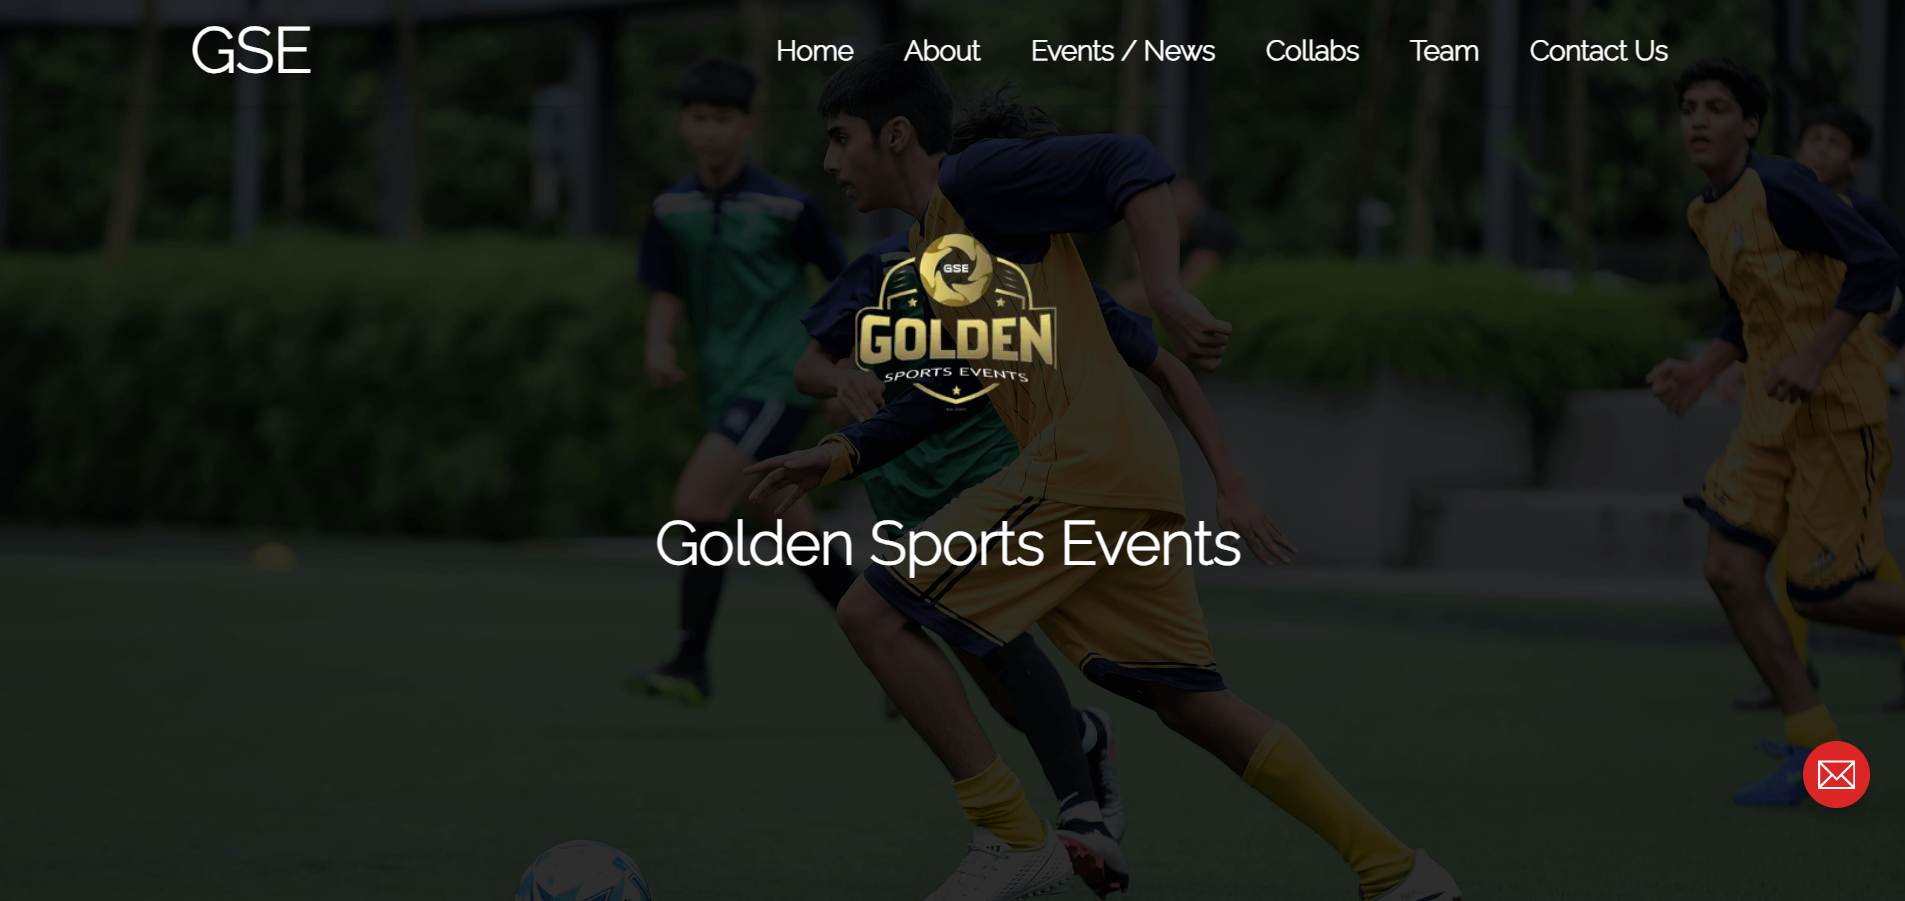 GSE
Home About Events / News Collabs Team Contact Us
GSE
GOLDEN
SPORTS EVENTS
Golden Sports Events